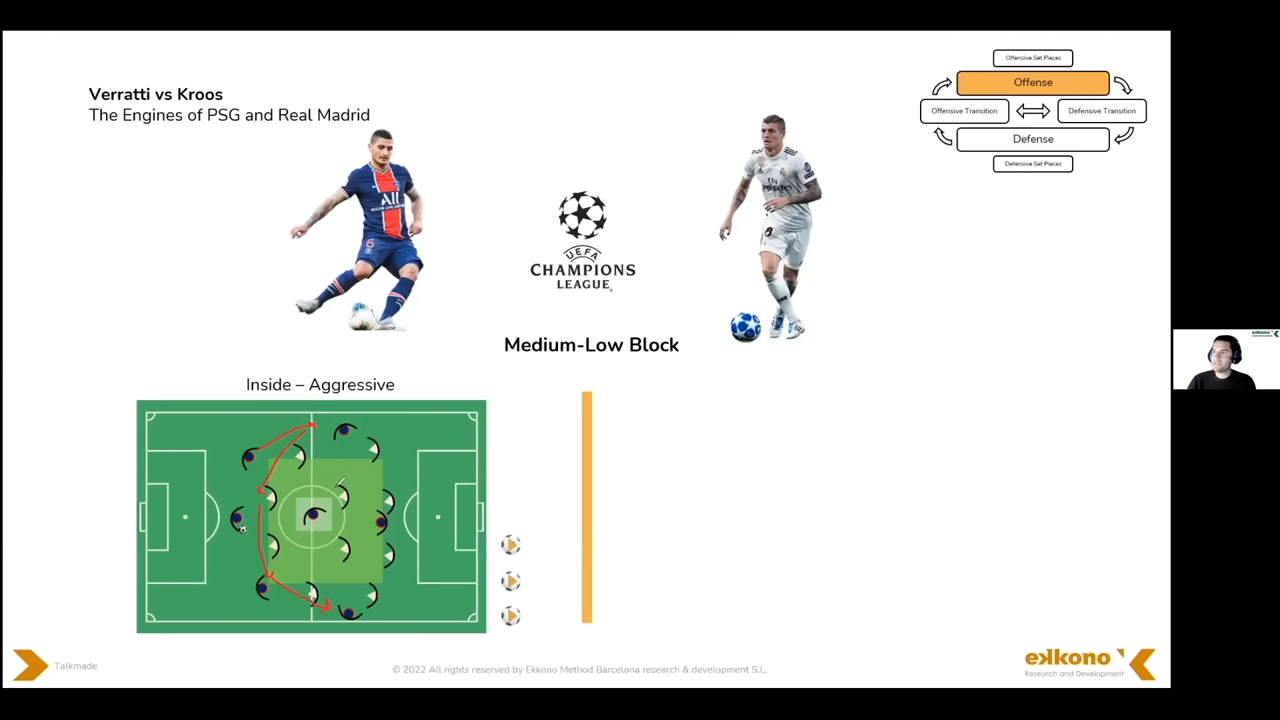 Verratti vs Kroos
The Engines of PSG and Real Madrid
Offensive Set Pieces
Offense
Offensive Transition
Defensive Transition
Defense
Defensive Set Pieces
UEFA
CHAMPIONS
LEAGUE
Medium-Low Block
Inside – Aggressive
Talkmade
© 2022 All rights reserved by Ekkono Method Barcelona research & development S.L.
ekkono
Research and Development
ekkono